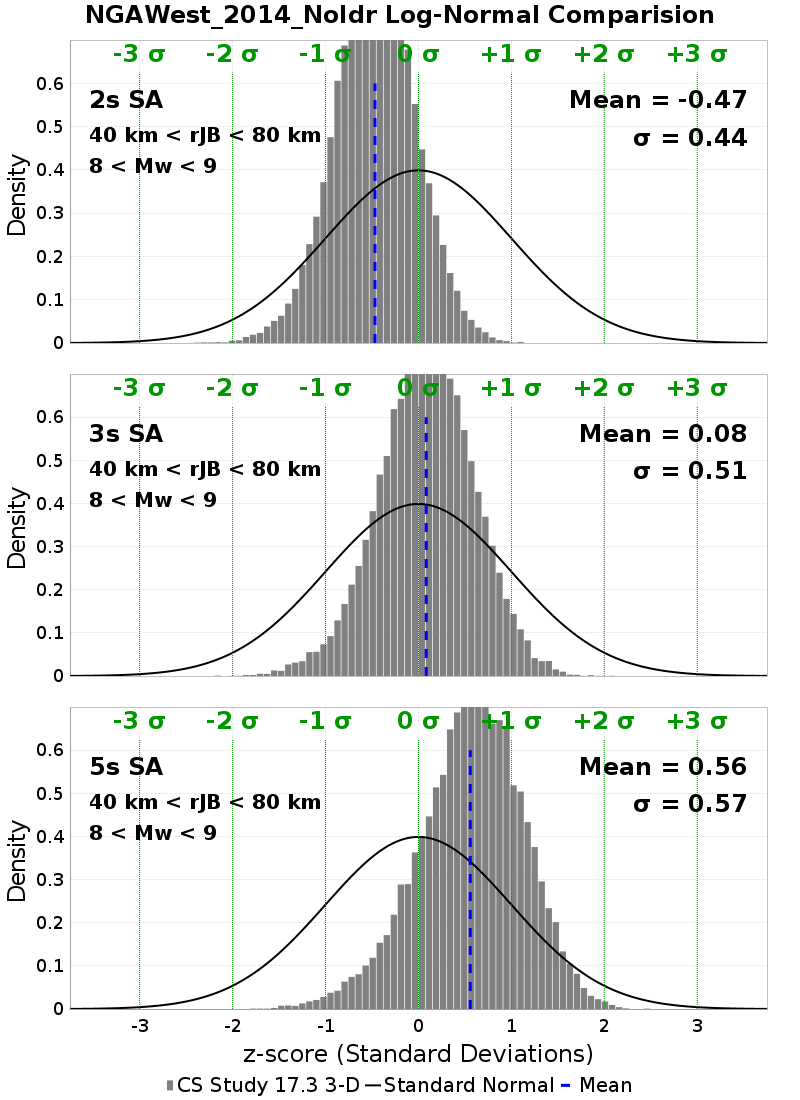 NGAWest_2014_NoIdr Log-Normal Comparision
-3 σ -2 σ -1 σ 0 σ +1 σ +2 σ +3 σ
0.6
2s SA Mean = -0.47
0.5
40 km < rJB < 80 km σ = 0.44
8 < Mw < 9
0.4
0.3
0.2
0.1
0
Density
-3 σ -2 σ -1 σ 0 σ +1 σ +2 σ +3 σ
0.6
3s SA Mean = 0.08
0.5
40 km < rJB < 80 km σ = 0.51
8 < Mw < 9
0.4
0.3
0.2
0.1
0
Density
-3 σ -2 σ -1 σ 0 σ +1 σ +2 σ +3 σ
0.6
5s SA Mean = 0.56
0.5
40 km < rJB < 80 km σ = 0.57
8 < Mw < 9
0.4
0.3
0.2
0.1
0
Density
-3 -2 -1 0 1 2 3
z-score (Standard Deviations)
CS Study 17.3 3-D Standard Normal Mean